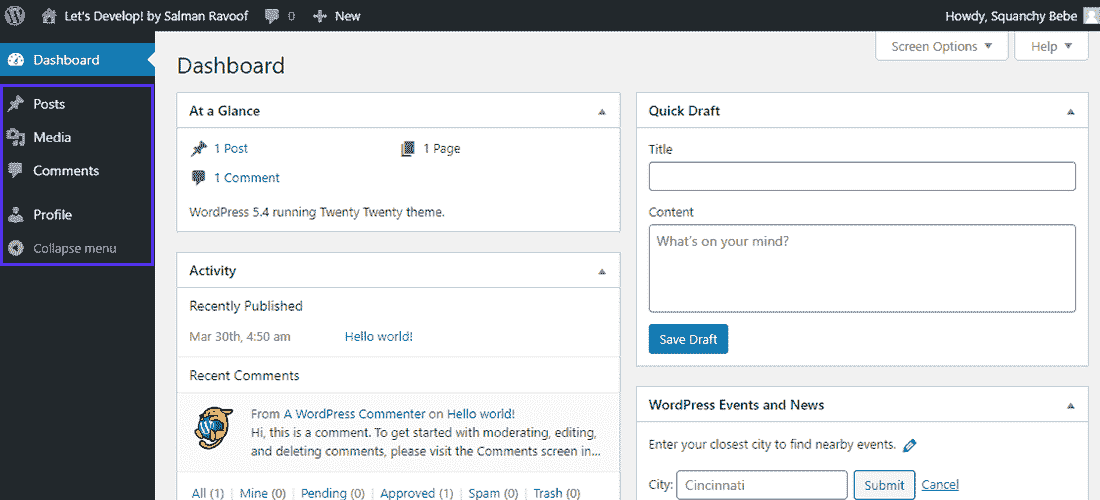 Let's Develop! by Salman Ravoof 0 New Howdy, Squanchy Bebe
Dashboard
Posts
Media
Comments
Profile
Collapse menu
Screen Options Help
Dashboard
At a Glance
1 Post 1 Page
1 Comment
WordPress 5.4 running Twenty Twenty theme.
Activity
Recently Published
Mar 30th, 4:50 am Hello world!
Recent Comments
From A WordPress Commenter on Hello world!
Hi, this is a comment. To get started with moderating, editing,
and deleting comments, please visit the Comments screen in…
All (1) | Mine (0) | Pending (0) | Approved (1) | Spam (0) | Trash (0)
Quick Draft
Title
Content
What's on your mind?
Save Draft
WordPress Events and News
Enter your closest city to find nearby events.
City: Cincinnati Submit Cancel